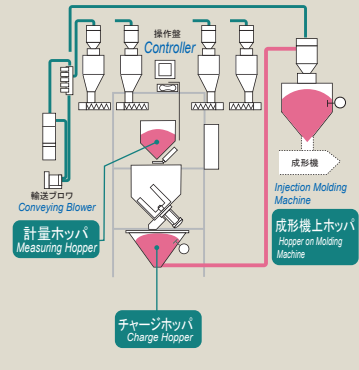 操作盤
Controller
輸送ブロワ
Conveying Blower
計量ホッパ
Measuring Hopper
成形機
Injection Molding
Machine
成形機上ホッパ
Hopper on Molding
Machine
チャージホッパ
Charge Hopper